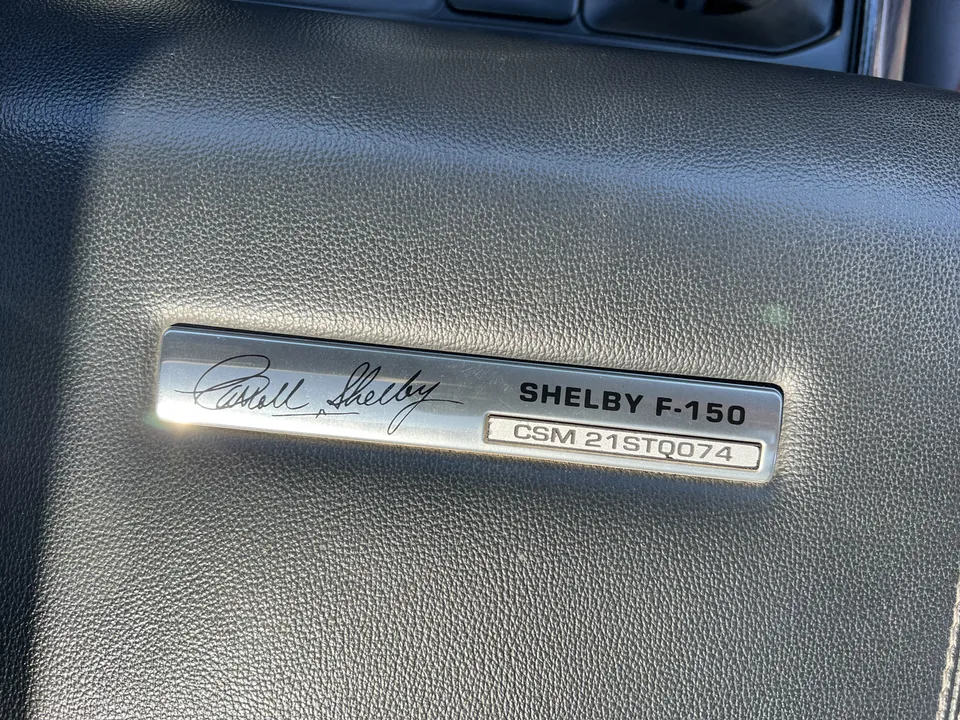 Carroll Shelby
SHELBY F-150
CSM 21STQ074